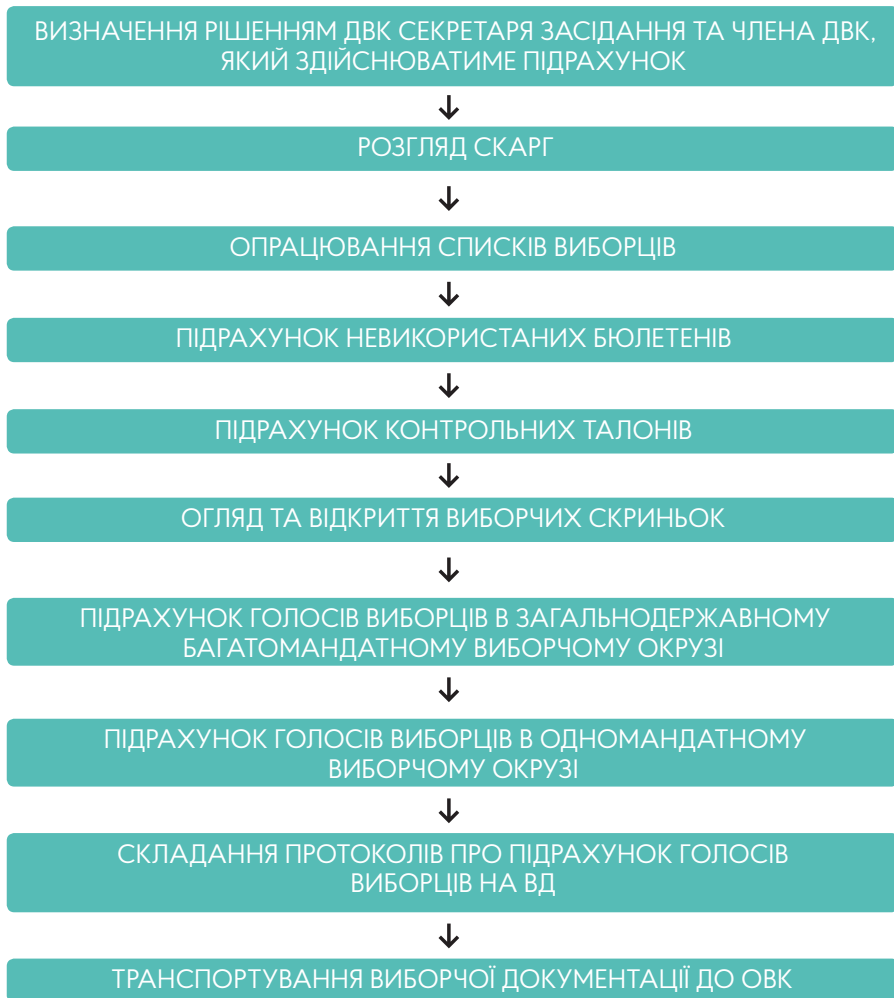 ВИЗНАЧЕННЯ РІШЕННЯМ ДВК СЕКРЕТАРЯ ЗАСІДАННЯ ТА ЧЛЕНА ДВК,
ЯКИЙ ЗДІЙСНЮВАТИМЕ ПІДРАХУНОК
РОЗГЛЯД СКАРГ
ОПРАЦЮВАННЯ СПИСКІВ ВИБОРЦІВ
ПІДРАХУНОК НЕВИКОРИСТАНИХ БЮЛЕТЕНІВ
ПІДРАХУНОК КОНТРОЛЬНИХ ТАЛОНІВ
ОГЛЯД ТА ВІДКРИТТЯ ВИБОРЧИХ СКРИНЬОК
ПІДРАХУНОК ГОЛОСІВ ВИБОРЦІВ В ЗАГАЛЬНОДЕРЖАВНОМУ
БАГАТОМАНДАТНОМУ ВИБОРЧОМУ ОКРУЗІ
ПІДРАХУНОК ГОЛОСІВ ВИБОРЦІВ В ОДНОМАНДАТНОМУ
ВИБОРЧОМУ ОКРУЗІ
СКЛАДАННЯ ПРОТОКОЛІВ ПРО ПІДРАХУНОК ГОЛОСІВ
ВИБОРЦІВ НА ВД
ТРАНСПОРТУВАННЯ ВИБОРЧОЇ ДОКУМЕНТАЦІЇ ДО ОВК